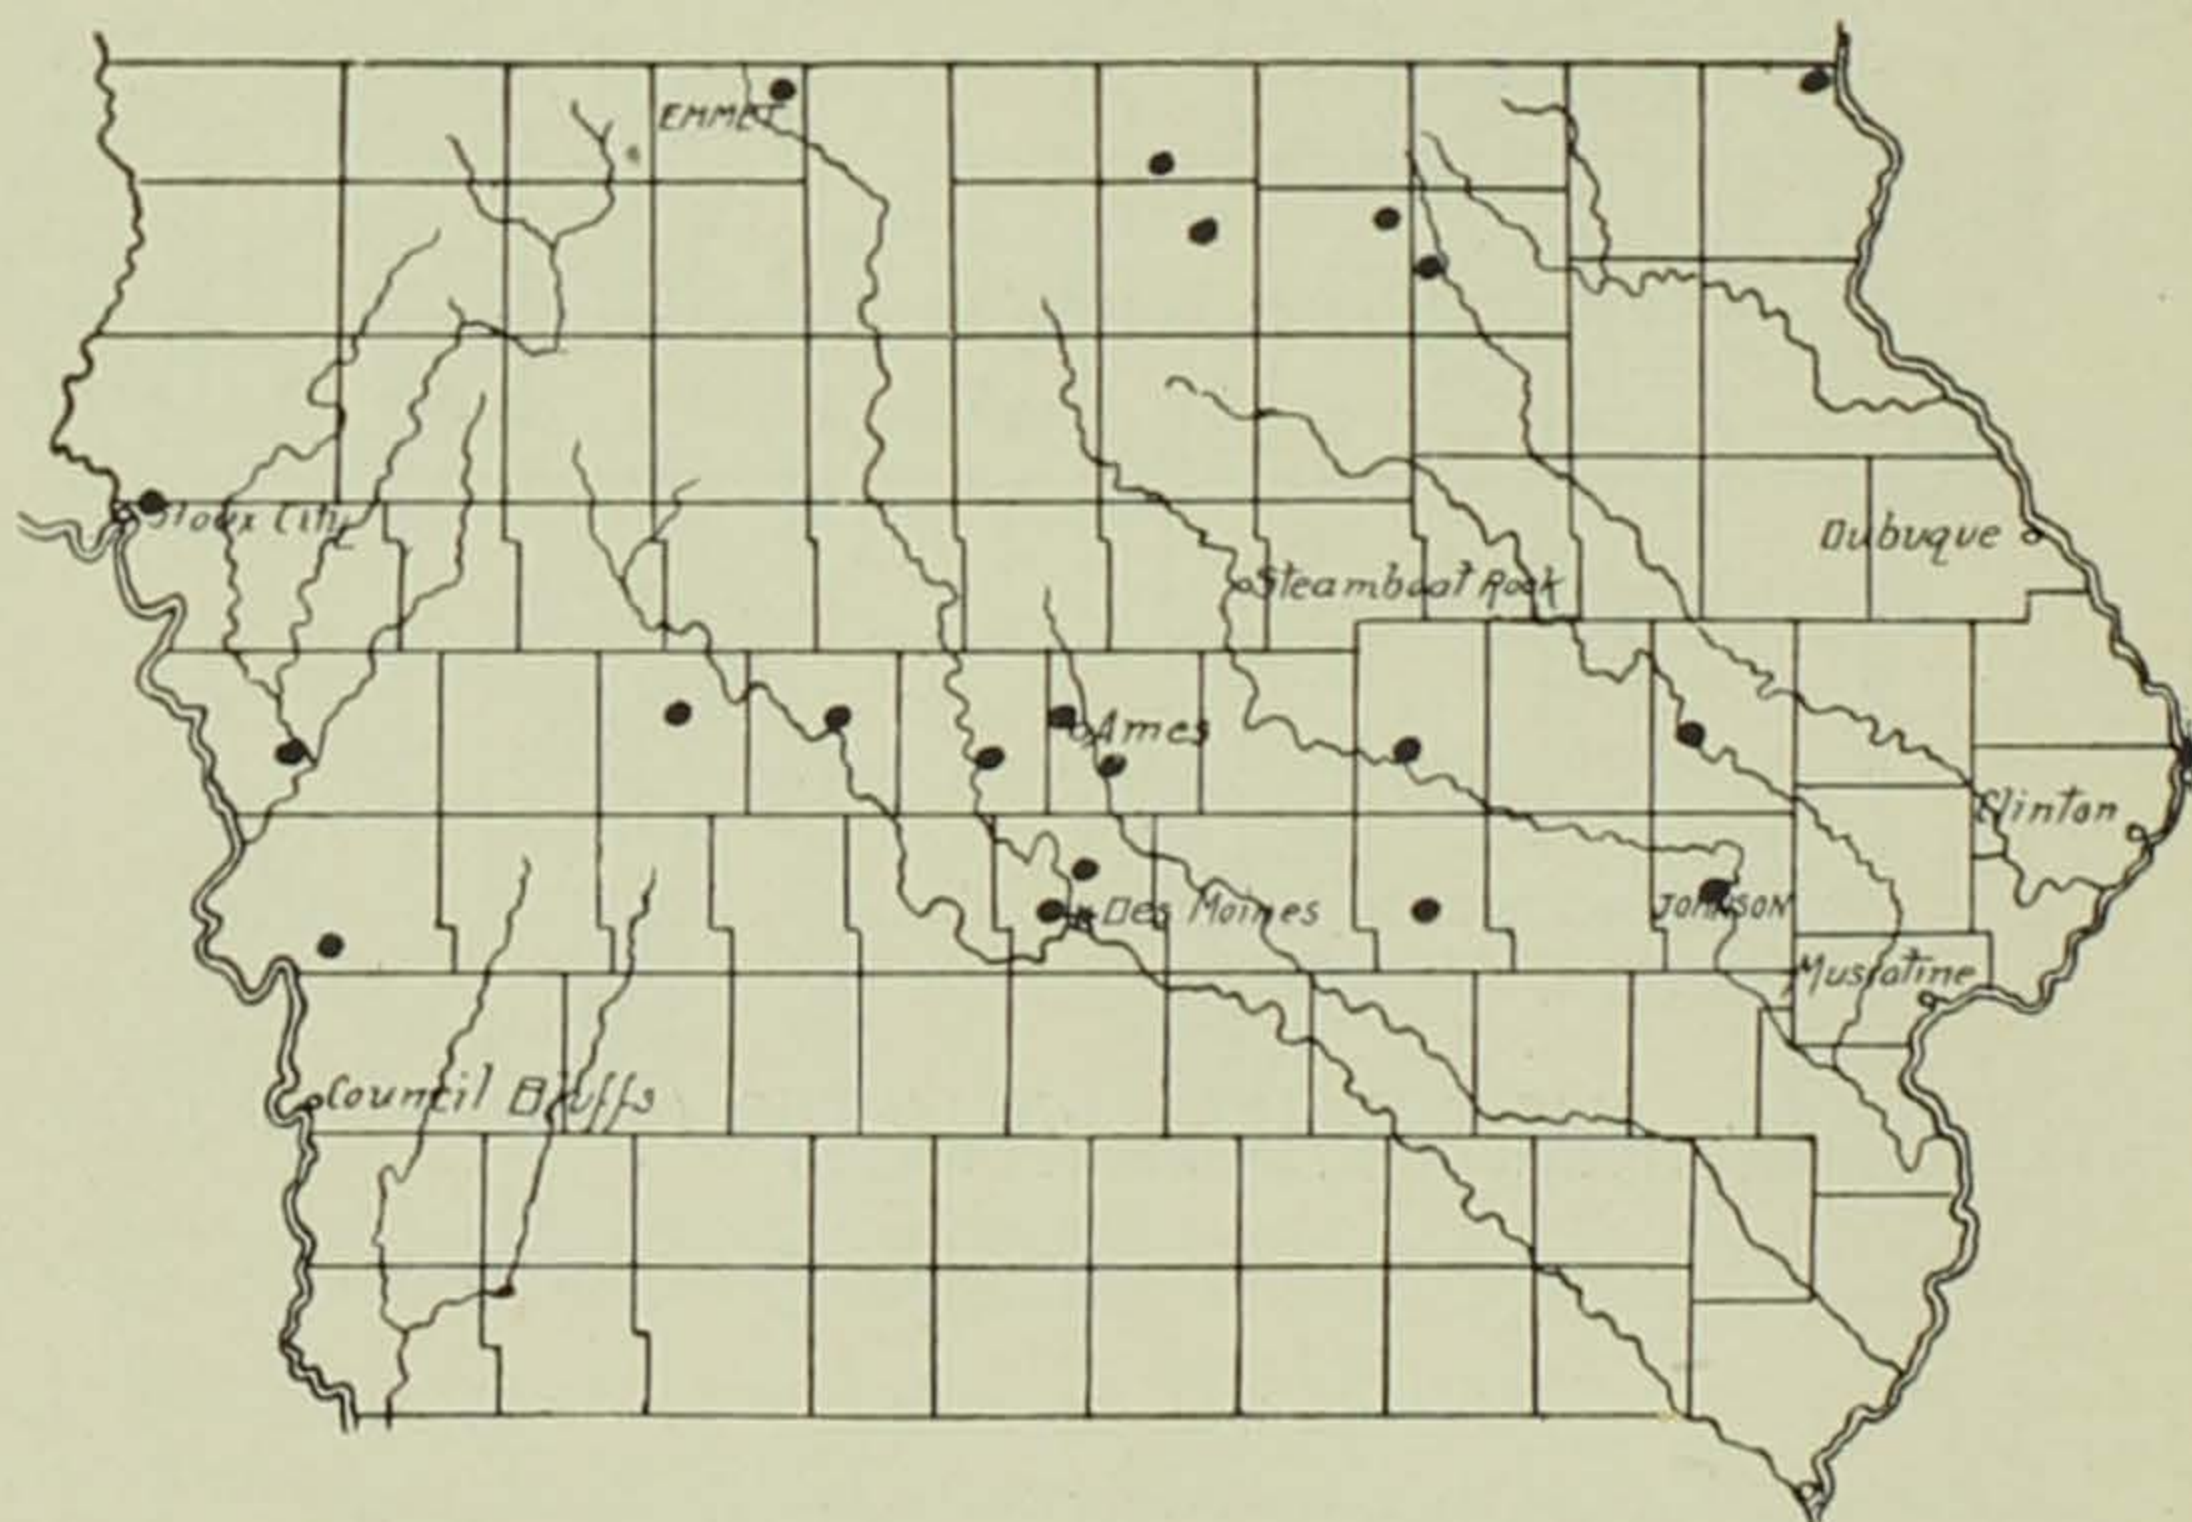 EMMET
Sioux City
Dubuque
Steamboat Rock
Ames
Clinton
Des Moines
JOHNSON
Muscatine
Council Bluffs